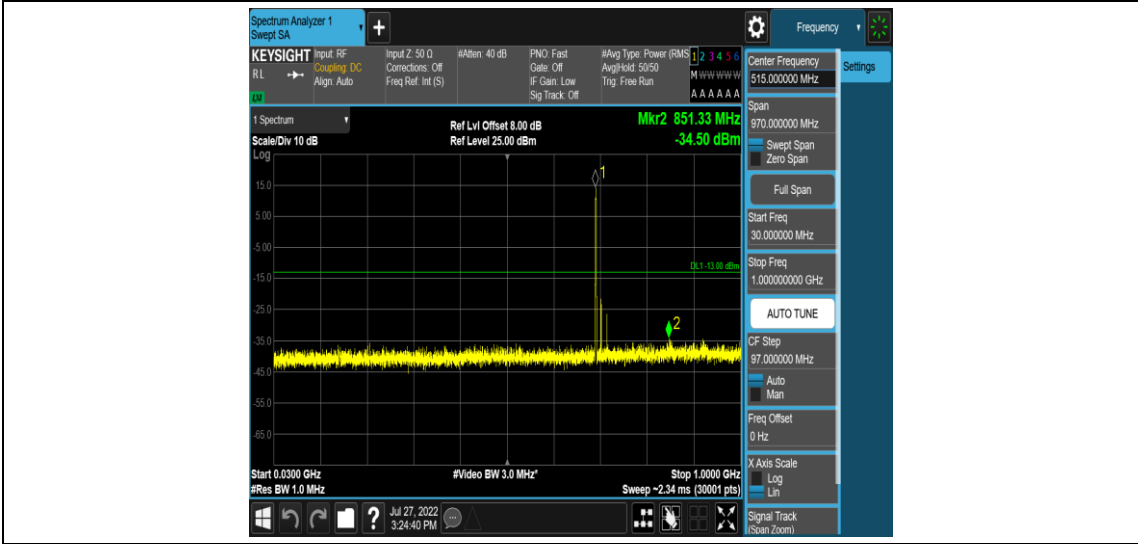 Spectrum Analyzer 1
Swept SA
+
Frequency
KEYSIGHT
RL
Input: RF
Coupling: DC
Align: Auto
Input Z: 50 Ω
Corrections: Off
Freq Ref: Int (S)
#Atten: 40 dB
PNO: Fast
Gate: Off
IF Gain: Low
Sig Track: Off
#Avg Type: Power (RMS
Avg|Hold: 50/50
Trig: Free Run
1 2 3 4 5 6
M W W W W W
A A A A A A
1 Spectrum
Scale/Div 10 dB
Log
Ref Lvl Offset 8.00 dB
Ref Level 25.00 dBm
Mkr2 851.33 MHz
-34.50 dBm
15.0
5.00
-5.00
-15.0
-25.0
-35.0
-45.0
-55.0
-65.0
1
DL1 -13.00 dBm
2
Start 0.0300 GHz
#Res BW 1.0 MHz
#Video BW 3.0 MHz*
Stop 1.0000 GHz
Sweep ~2.34 ms (30001 pts)
?
Jul 27, 2022
3:24:40 PM
Center Frequency
515.000000 MHz
Settings
Span
970.000000 MHz
Swept Span
Zero Span
Full Span
Start Freq
30.000000 MHz
Stop Freq
1.000000000 GHz
AUTO TUNE
CF Step
97.000000 MHz
Auto
Man
Freq Offset
0 Hz
X Axis Scale
Log
Lin
Signal Track
(Span Zoom)